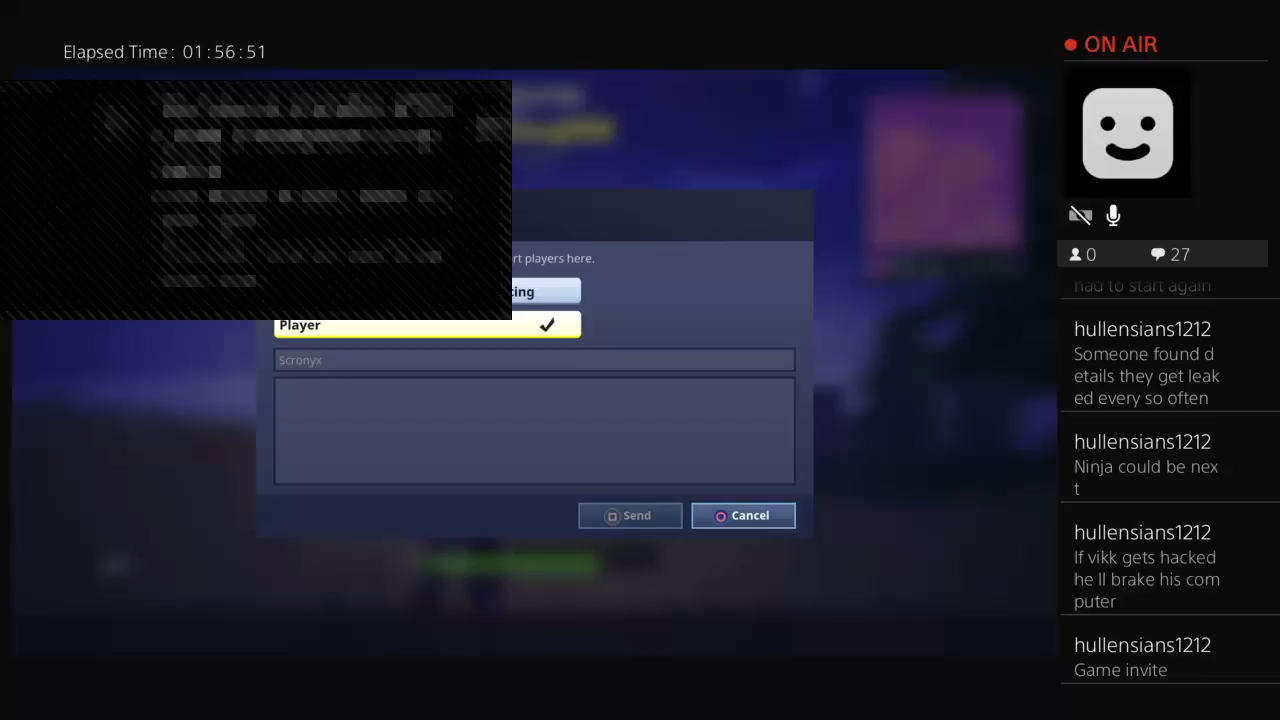 Elapsed Time: 01:56:51
ON AIR
0
27
rt players here.
Player
Scronyx
Send
Cancel
had to start again
hullensians1212
Someone found d
etails they get leak
ed every so often
hullensians1212
Ninja could be nex
t
hullensians1212
If vikk gets hacked
he ll brake his com
puter
hullensians1212
Game invite